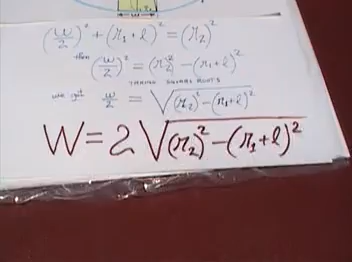 W
(W/2)² + (r₁+l)² = (r₂)²
then
(W/2)² = (r₂)² - (r₁+l)²
TAKING SQUARE ROOTS
we get W/2 = √((r₂)² - (r₁+l)²)
W = 2 √((r₂)² - (r₁+l)²)